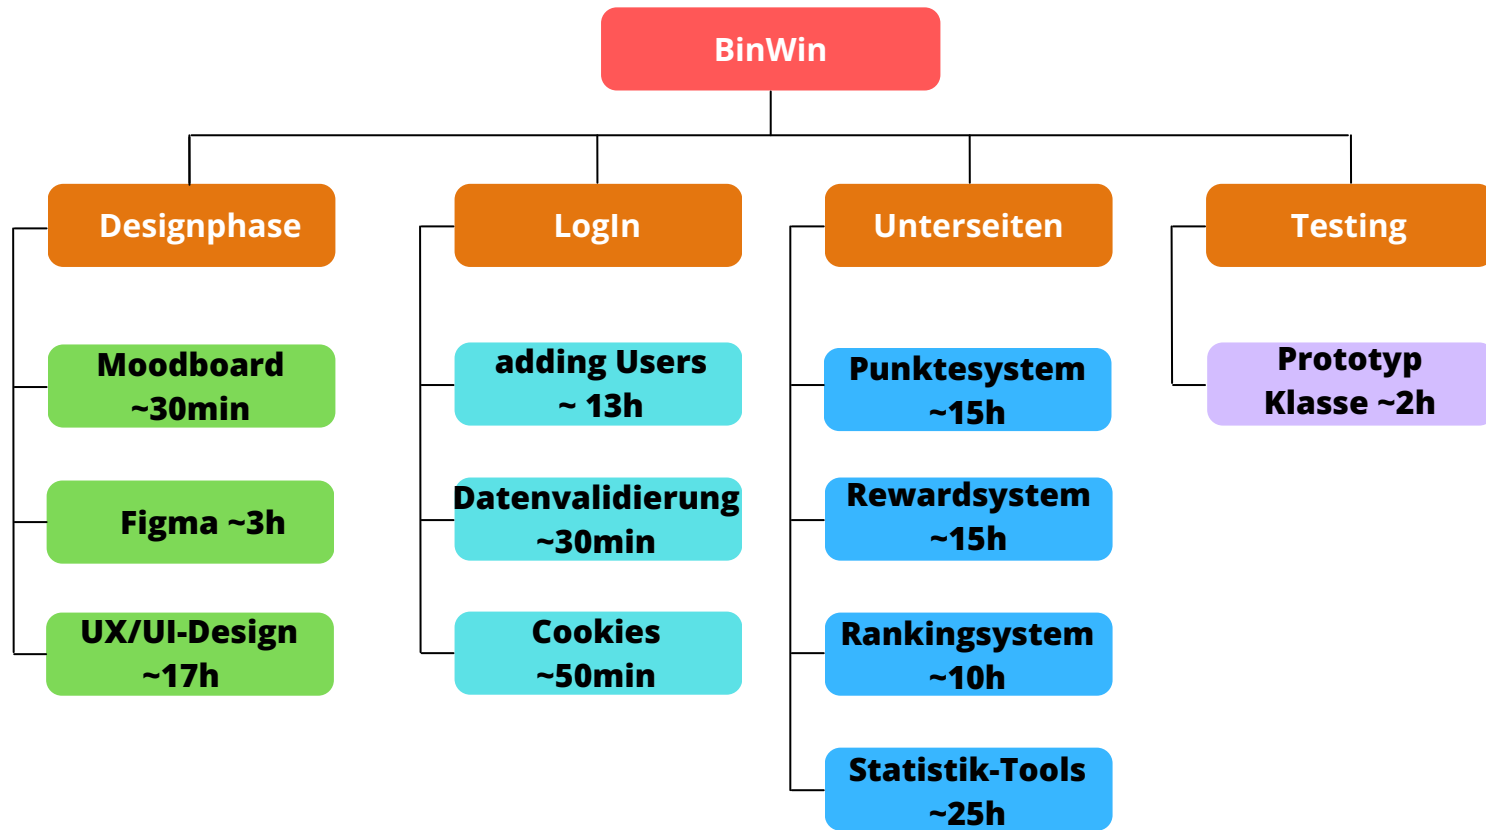 BinWin
Designphase
LogIn
Unterseiten
Testing
Moodboard
~30min
Figma ~3h
UX/UI-Design
~17h
adding Users
~ 13h
Datenvalidierung
~30min
Cookies
~50min
Punktesystem
~15h
Rewardsystem
~15h
Rankingsystem
~10h
Statistik-Tools
~25h
Prototyp
Klasse ~2h